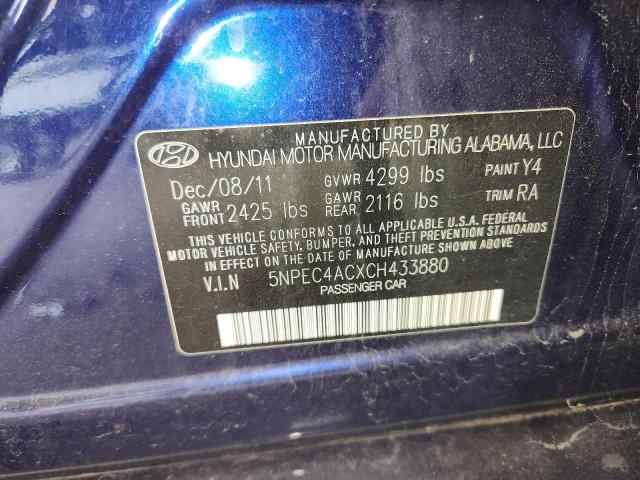 MANUFACTURED BY
HYUNDAI MOTOR MANUFACTURING ALABAMA, LLC
Dec/08/11 GVWR 4299 lbs PAINT Y4
GAWR FRONT 2425 lbs GAWR REAR 2116 lbs TRIM RA
THIS VEHICLE CONFORMS TO ALL APPLICABLE U.S.A. FEDERAL
MOTOR VEHICLE SAFETY, BUMPER, AND THEFT PREVENTION
STANDARDS IN EFFECT ON THE DATE OF MANUFACTURE SHOWN ABOVE.
V.I.N 5NPEC4ACXCH433880
PASSENGER CAR